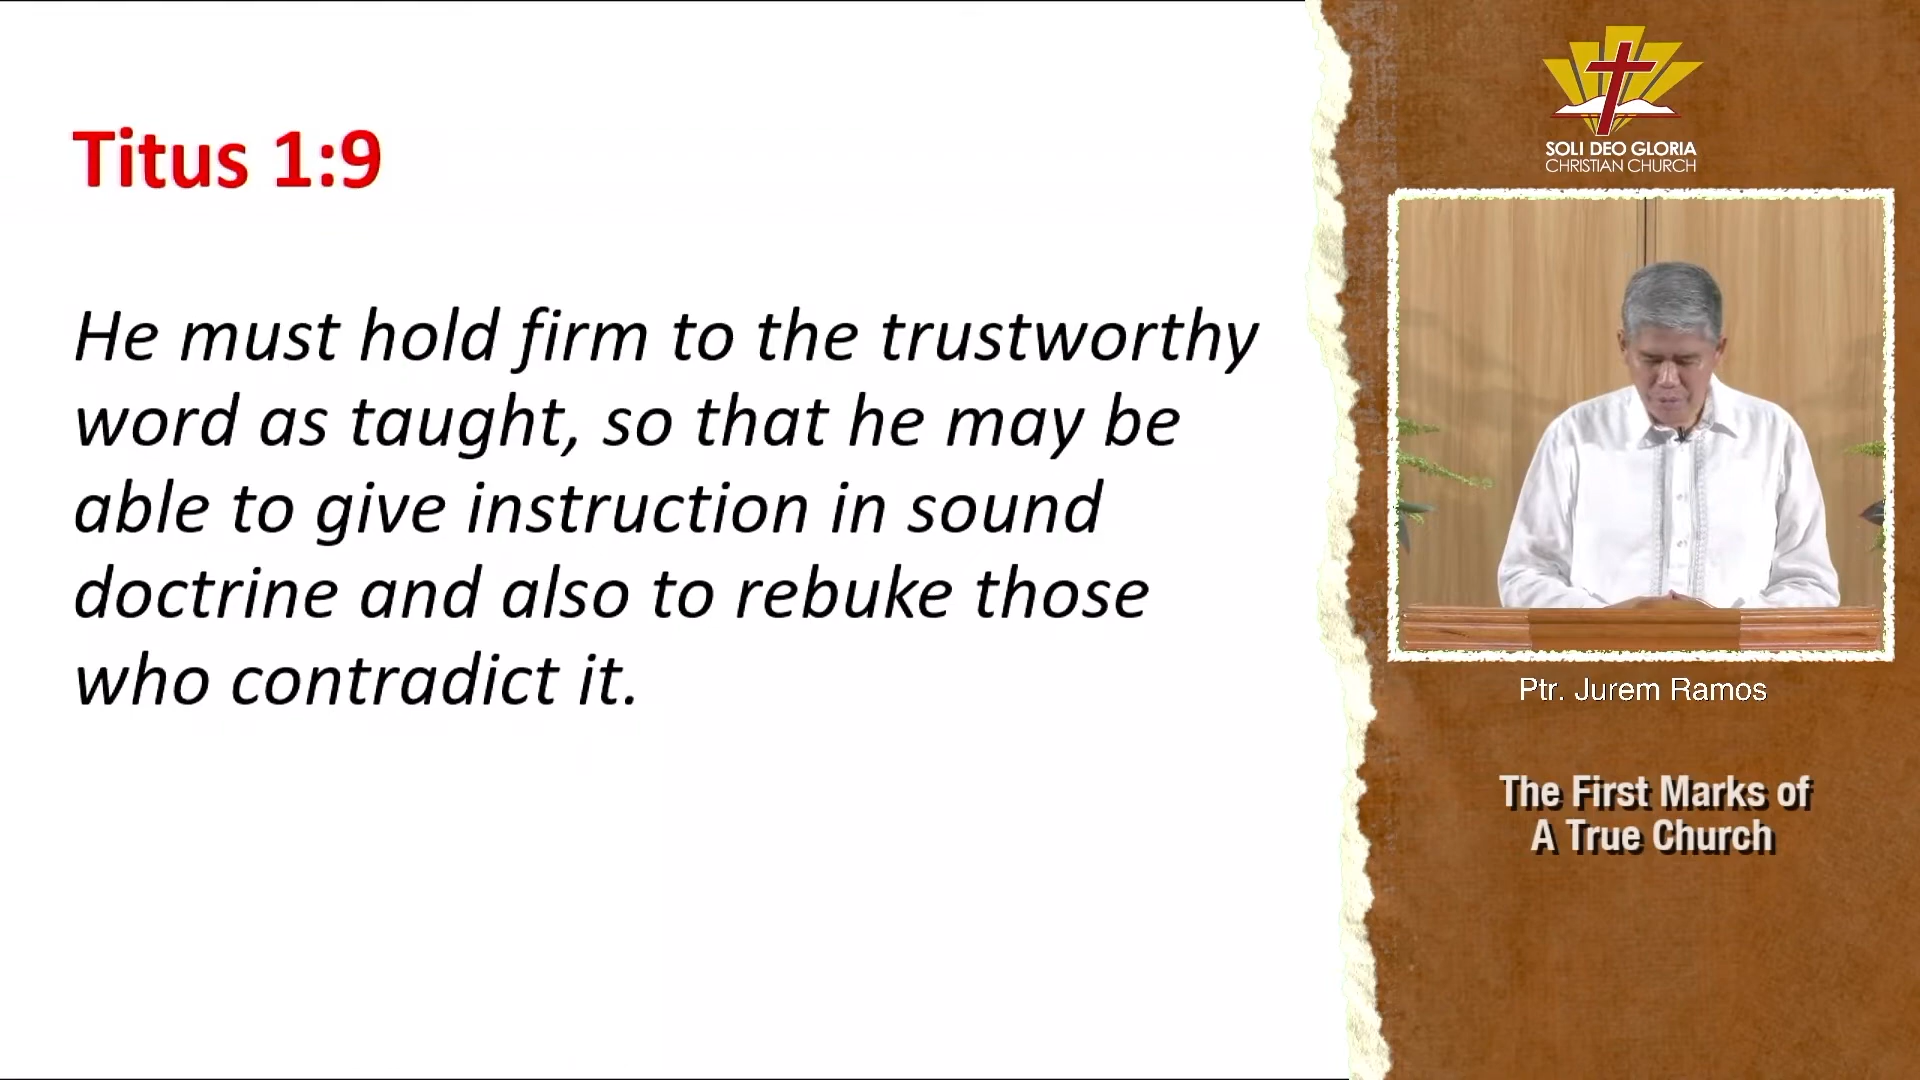 Titus 1:9
He must hold firm to the trustworthy
word as taught, so that he may be
able to give instruction in sound
doctrine and also to rebuke those
who contradict it.
SOLI DEO GLORIA
CHRISTIAN CHURCH
Ptr. Jurem Ramos
The First Marks of
A True Church